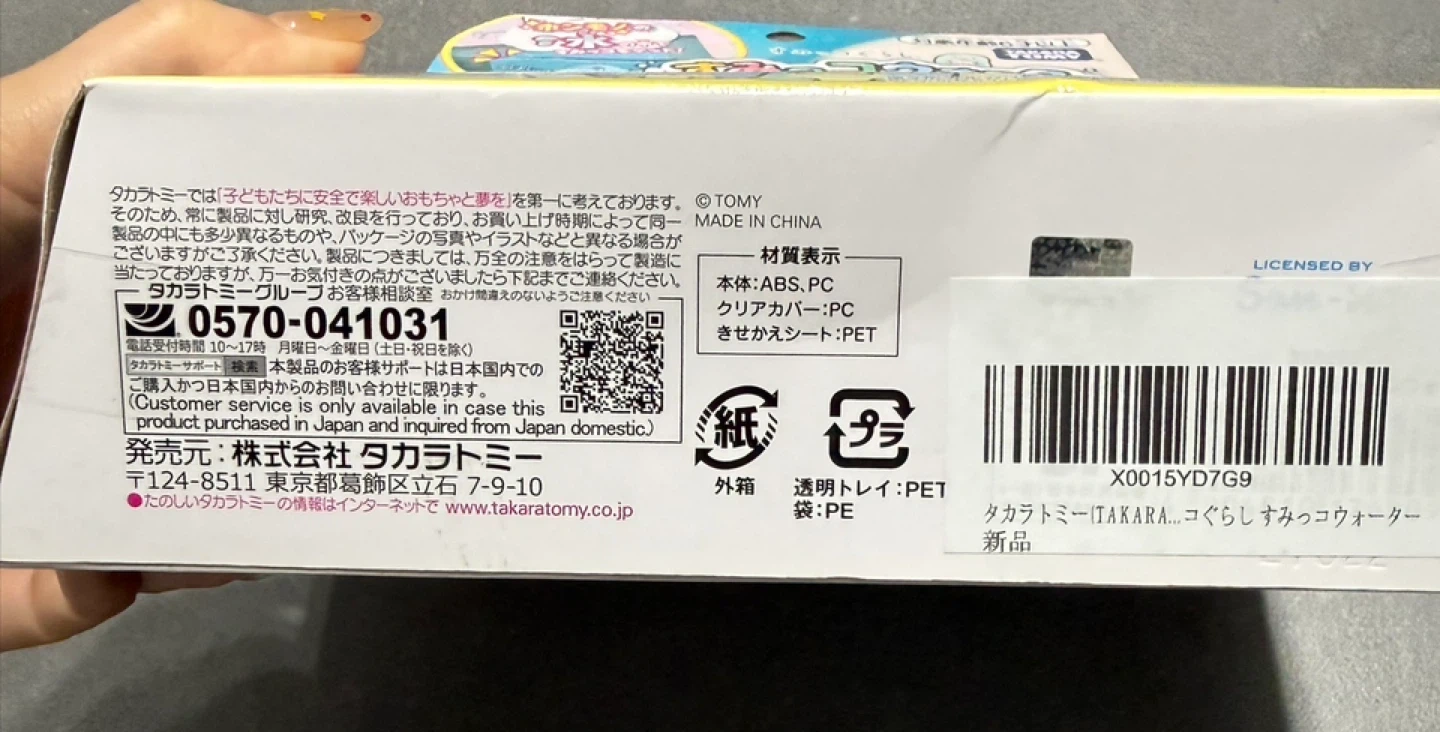 タカラトミーでは「子どもたちに安全で楽しいおもちゃと夢を」を第一に考えております。
そのため、常に製品に対し研究、改良を行っており、お買い上げ時期によって同一
製品の中にも多少異なるものや、パッケージの写真やイラストなどと異なる場合が
ございますがご了承ください。製品につきましては、万全の注意をはらって製造に
当たっておりますが、万一お気付きの点がございましたら下記までご連絡ください。
タカラトミーグループ お客様相談室 おかけ間違えのないようご注意ください
0570-041031
電話受付時間 10〜17時 月曜日〜金曜日 (土日・祝日を除く)
タカラトミーサポート 検索 本製品のお客様サポートは日本国内での
ご購入かつ日本国内からのお問い合わせに限ります。
(Customer service is only available in case this
product purchased in Japan and inquired from Japan domestic.)
発売元:株式会社 タカラトミー
〒124-8511 東京都葛飾区立石 7-9-10
●たのしいタカラトミーの情報はインターネットで www.takaratomy.co.jp
©TOMY
MADE IN CHINA
材質表示
本体:ABS、PC
クリアカバー:PC
きせかえシート:PET
紙
外箱
プラ
透明トレイ:PET
袋:PE
LICENSED BY
X0015YD7G9
タカラトミー(TAKARA...コぐらし すみっコウォーター
新品